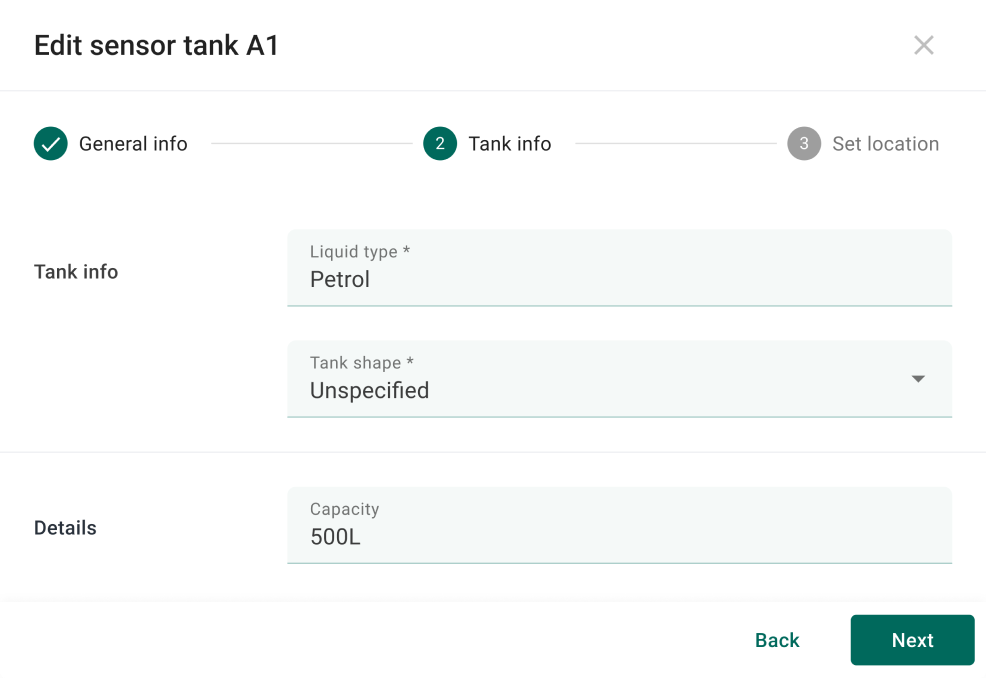 Edit sensor tank A1
General info
2 Tank info
3 Set location
Tank info
Liquid type *
Petrol
Tank shape *
Unspecified
Details
Capacity
500L
Back
Next